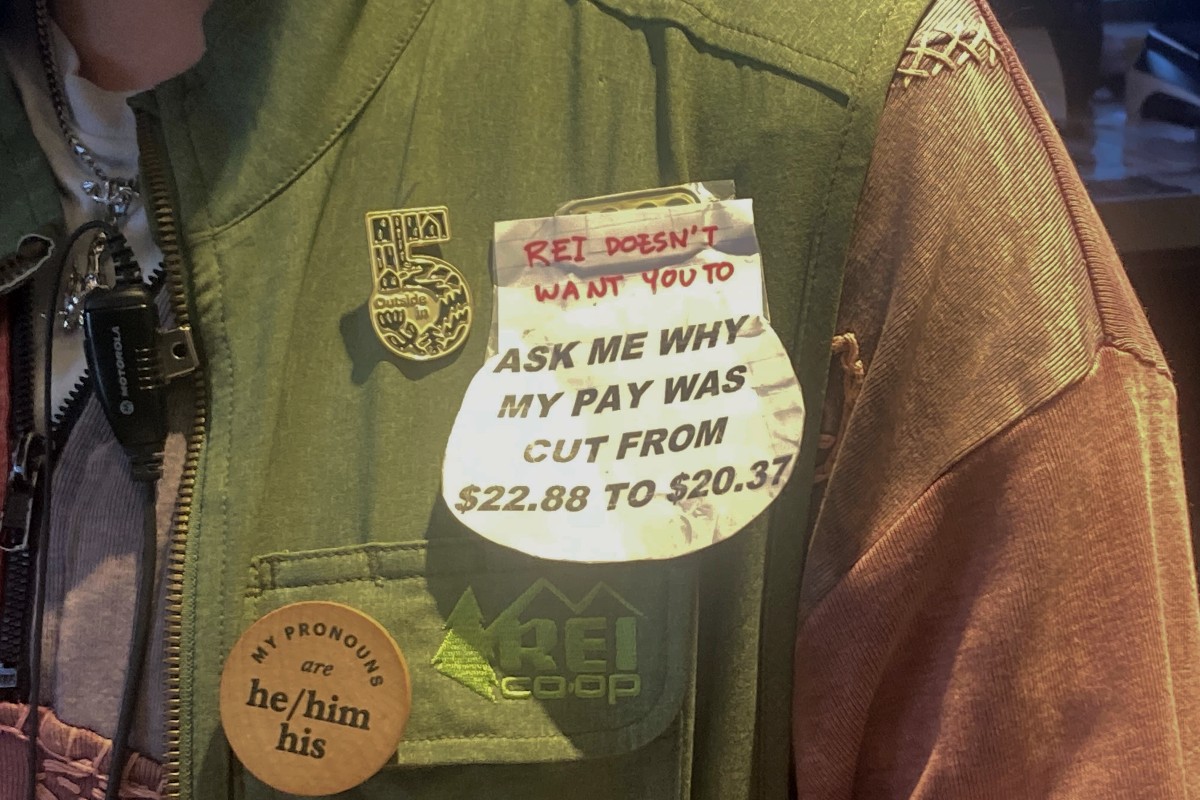 5
Outside
in
REI DOESN'T
WANT YOU TO
ASK ME WHY
MY PAY WAS
CUT FROM
$22.88 TO $20.37
MOTOROLA
REI
co·op
MY PRONOUNS
are
he/him
his